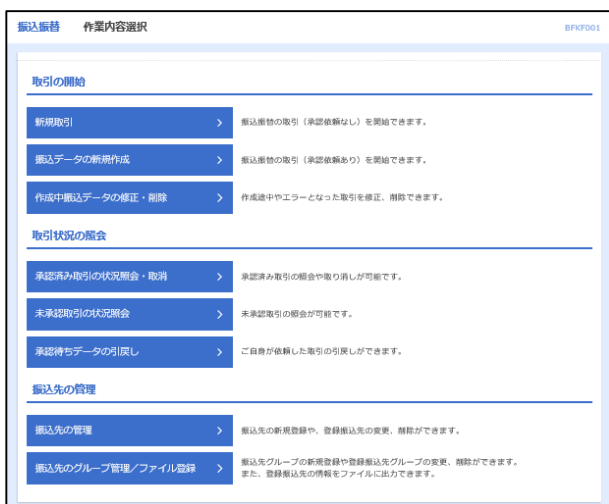 振込振替 作業内容選択 BFKF001
取引の開始
新規取引 振込振替の取引（承認依頼なし）を開始できます。
振込データの新規作成 振込振替の取引（承認依頼あり）を開始できます。
作成中振込データの修正・削除 作成途中やエラーとなった取引を修正、削除できます。
取引状況の照会
承認済み取引の状況照会・取消 承認済み取引の照会や取り消しが可能です。
未承認取引の状況照会 未承認取引の照会が可能です。
承認待ちデータの引戻し ご自身が依頼した取引の引戻しができます。
振込先の管理
振込先の管理 振込先の新規登録や、登録振込先の変更、削除ができます。
振込先のグループ管理／ファイル登録 振込先グループの新規登録や登録振込先グループの変更、削除ができます。
また、登録振込先の情報をファイルに出力できます。